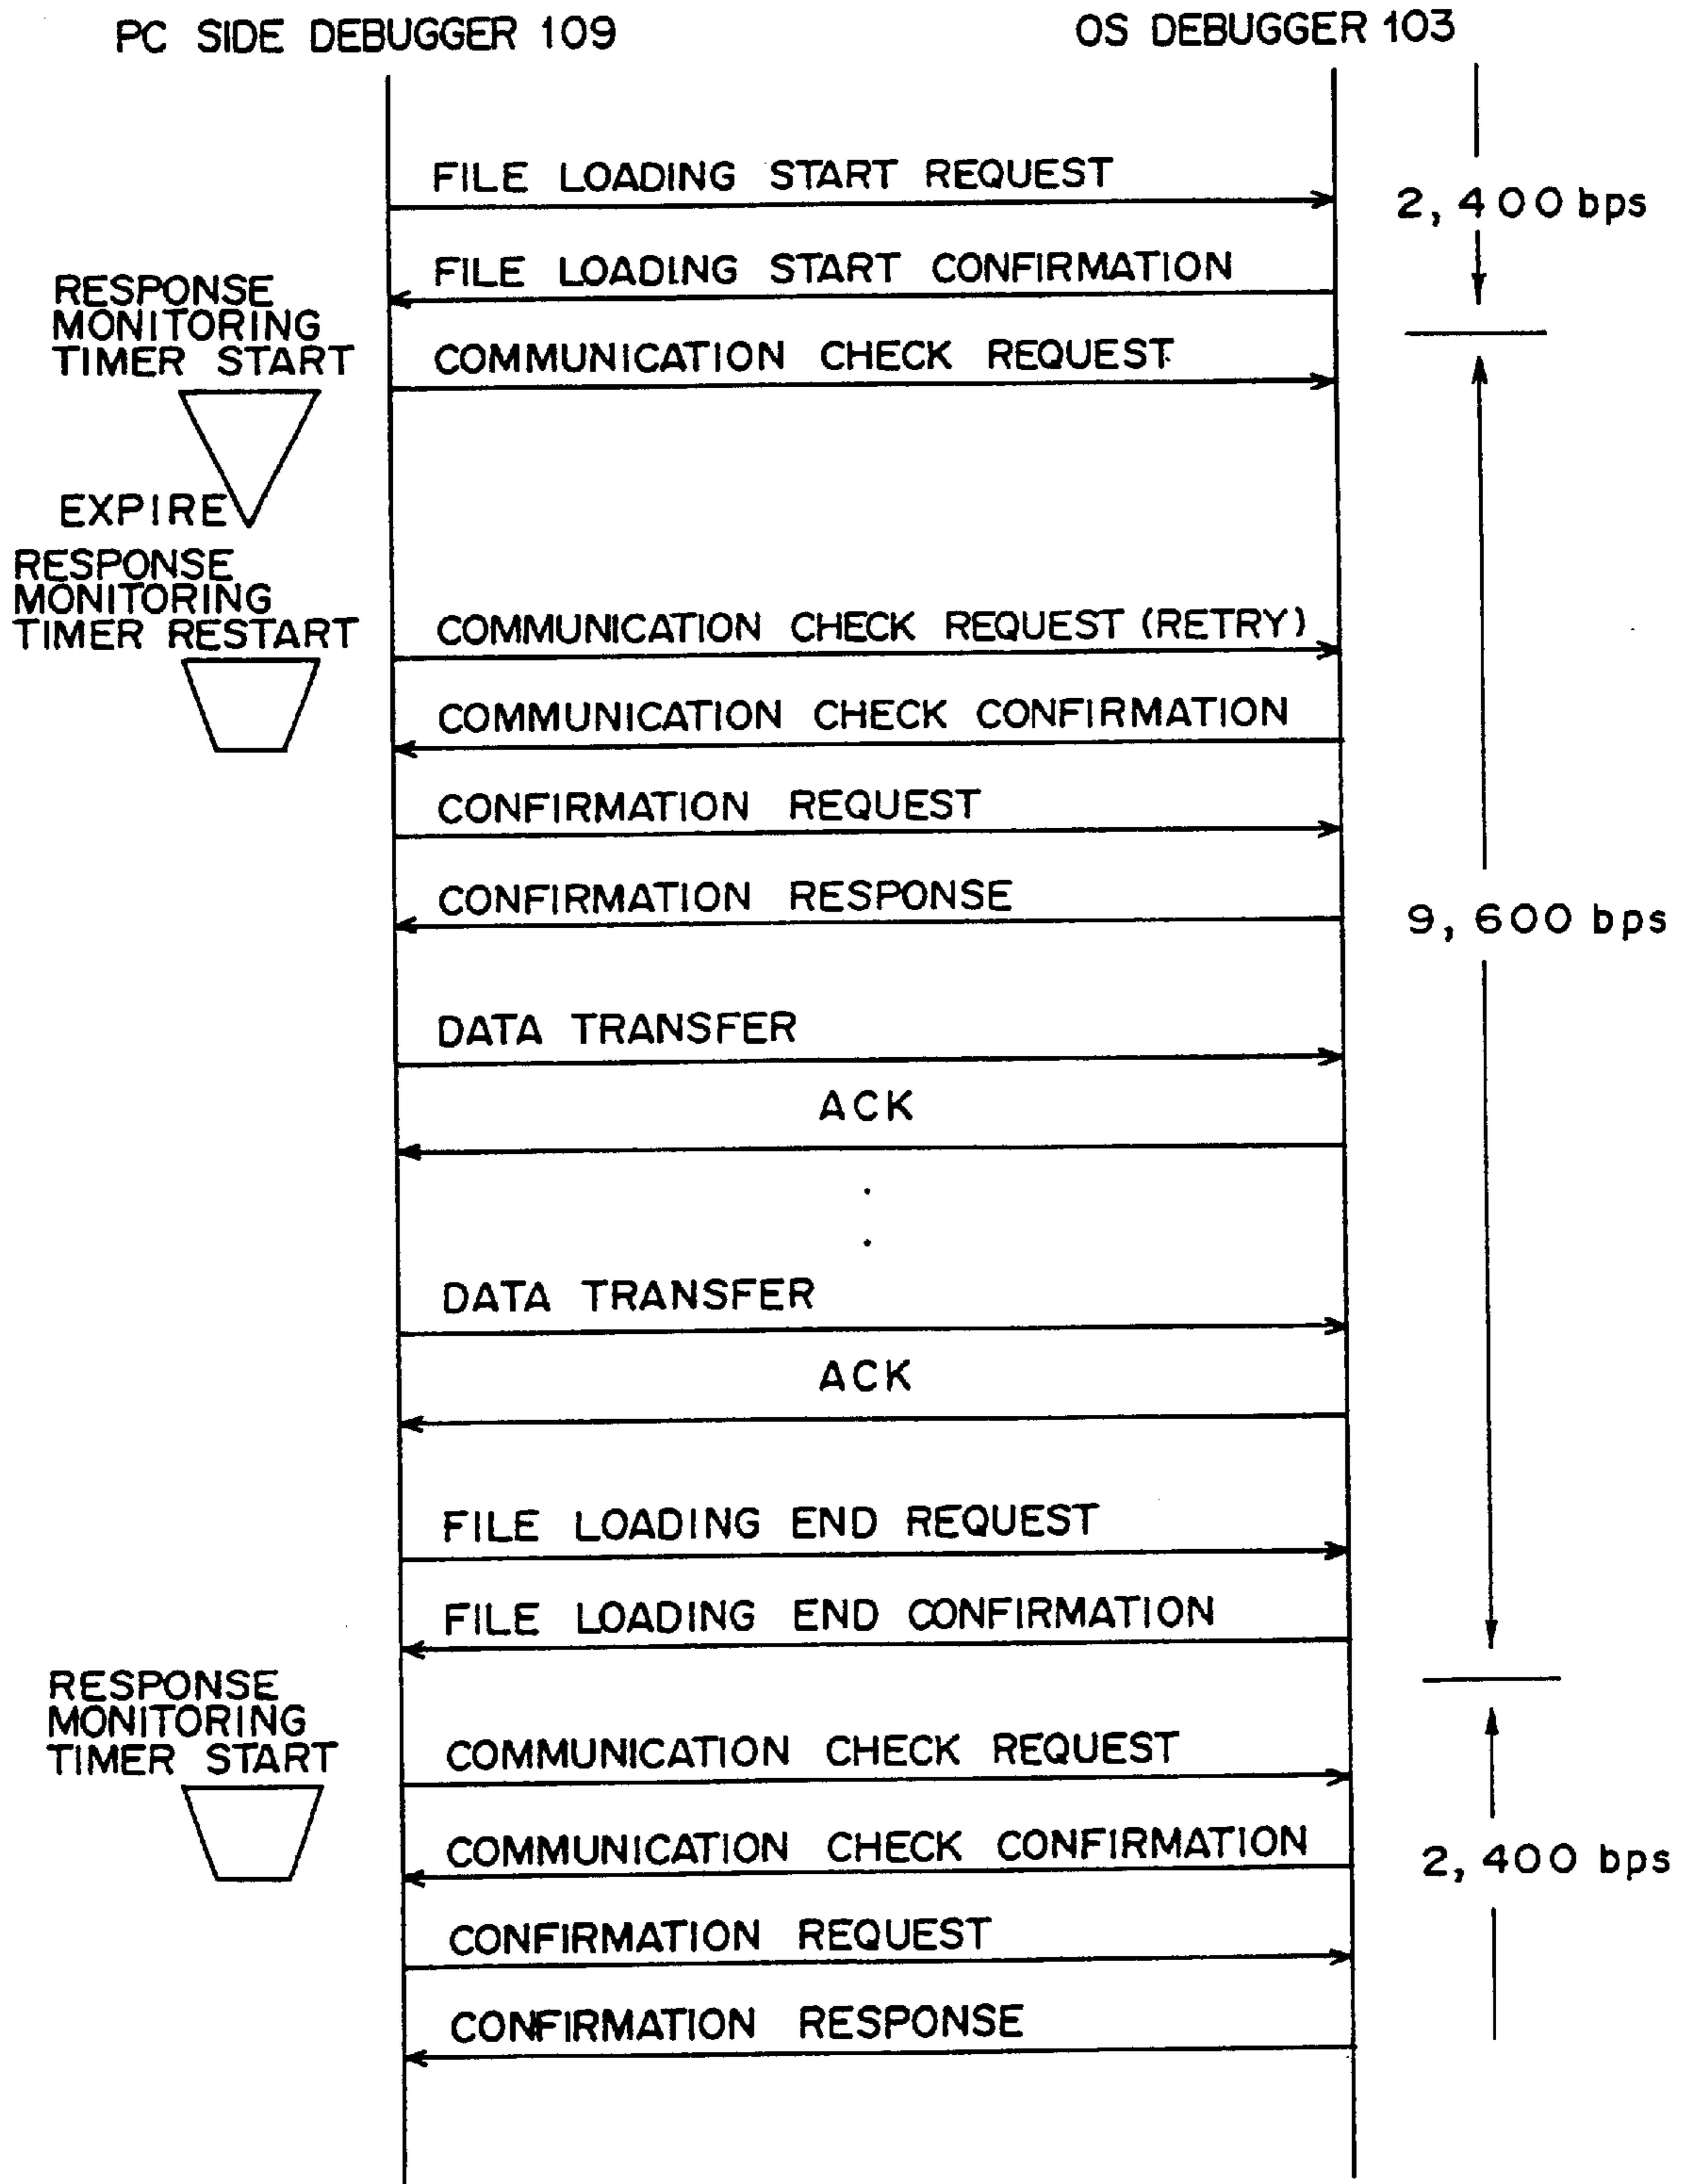 PC SIDE DEBUGGER 109
OS DEBUGGER 103
FILE LOADING START REQUEST
2,400 bps
FILE LOADING START CONFIRMATION
RESPONSE
MONITORING
TIMER START
COMMUNICATION CHECK REQUEST
EXPIRE
RESPONSE
MONITORING
TIMER RESTART
COMMUNICATION CHECK REQUEST (RETRY)
COMMUNICATION CHECK CONFIRMATION
CONFIRMATION REQUEST
CONFIRMATION RESPONSE
9,600 bps
DATA TRANSFER
ACK
DATA TRANSFER
ACK
FILE LOADING END REQUEST
FILE LOADING END CONFIRMATION
RESPONSE
MONITORING
TIMER START
COMMUNICATION CHECK REQUEST
COMMUNICATION CHECK CONFIRMATION
2,400 bps
CONFIRMATION REQUEST
CONFIRMATION RESPONSE